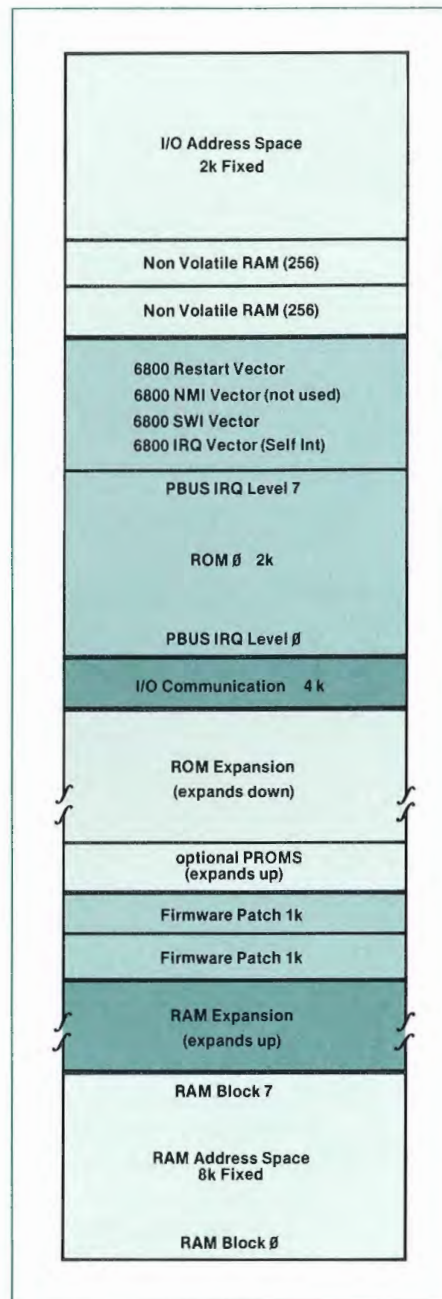 I/O Address Space
2k Fixed
Non Volatile RAM (256)
Non Volatile RAM (256)
6800 Restart Vector
6800 NMI Vector (not used)
6800 SWI Vector
6800 IRQ Vector (Self Int)
PBUS IRQ Level 7
ROM Ø 2k
PBUS IRQ Level Ø
I/O Communication 4 k
ROM Expansion
(expands down)
optional PROMS
(expands up)
Firmware Patch 1k
Firmware Patch 1k
RAM Expansion
(expands up)
RAM Block 7
RAM Address Space
8k Fixed
RAM Block Ø